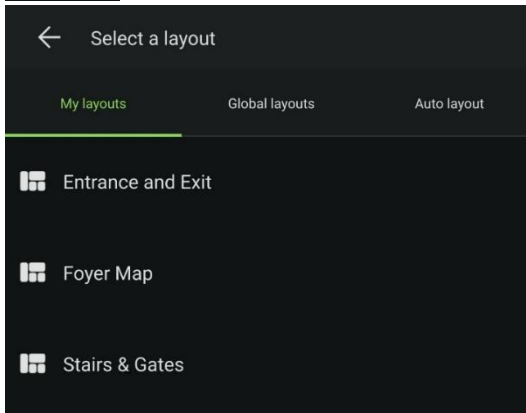 Select a layout
My layouts Global layouts Auto layout
Entrance and Exit
Foyer Map
Stairs & Gates